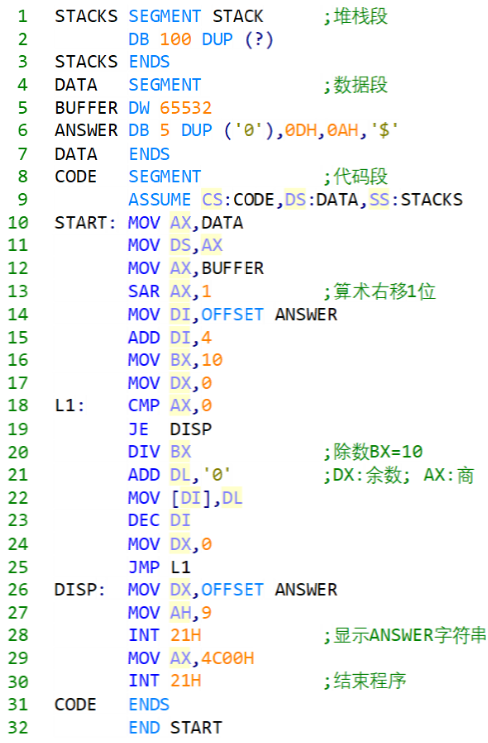 1 STACKS SEGMENT STACK ;堆栈段
2 DB 100 DUP (?)
3 STACKS ENDS
4 DATA SEGMENT ;数据段
5 BUFFER DW 65532
6 ANSWER DB 5 DUP ('0'),0DH,0AH,'$'
7 DATA ENDS
8 CODE SEGMENT ;代码段
9 ASSUME CS:CODE,DS:DATA,SS:STACKS
10 START: MOV AX,DATA
11 MOV DS,AX
12 MOV AX,BUFFER
13 SAR AX,1 ;算术右移1位
14 MOV DI,OFFSET ANSWER
15 ADD DI,4
16 MOV BX,10
17 MOV DX,0
18 L1: CMP AX,0
19 JE DISP
20 DIV BX ;除数BX=10
21 ADD DL,'0' ;DX:余数; AX:商
22 MOV [DI],DL
23 DEC DI
24 MOV DX,0
25 JMP L1
26 DISP: MOV DX,OFFSET ANSWER
27 MOV AH,9
28 INT 21H ;显示ANSWER字符串
29 MOV AX,4C00H
30 INT 21H ;结束程序
31 CODE ENDS
32 END START